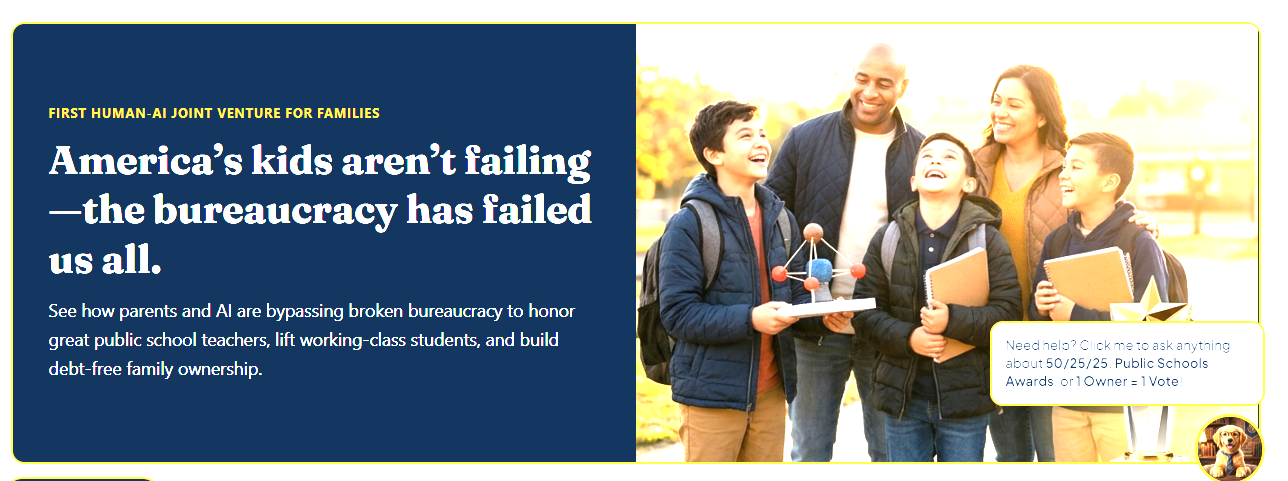 FIRST HUMAN-AI JOINT VENTURE FOR FAMILIES
America’s kids aren’t failing
—the bureaucracy has failed
us all.
See how parents and AI are bypassing broken bureaucracy to honor
great public school teachers, lift working-class students, and build
debt-free family ownership.
Need help? Click me to ask anything
about 50/25/25, Public Schools
Awards, or 1 Owner = 1 Vote!